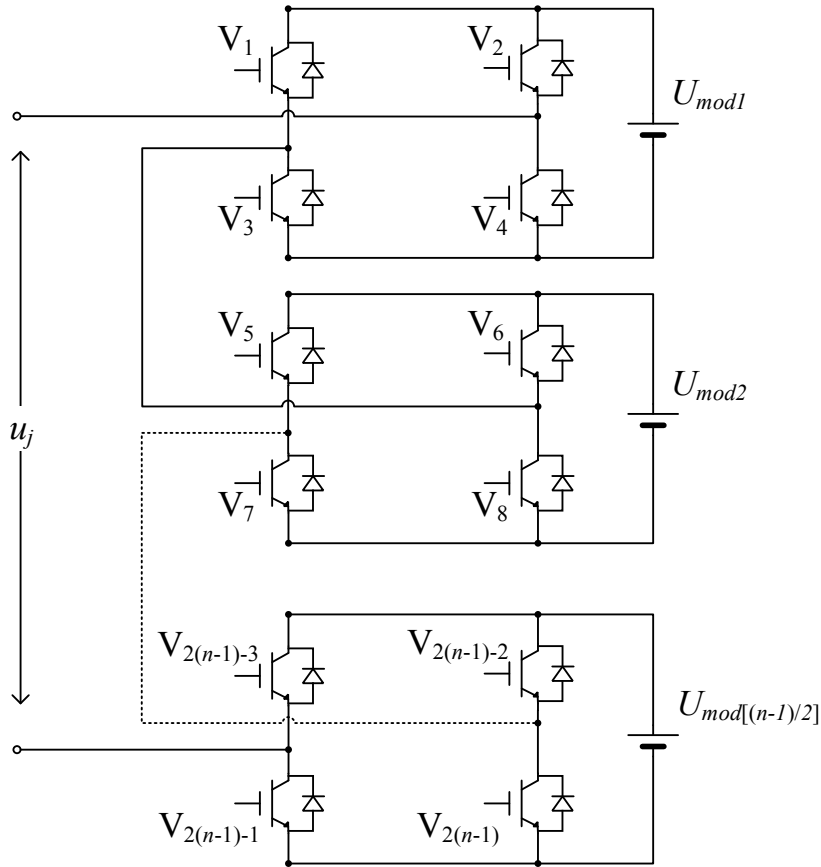 V1
V2
Umod1
V3
V4
V5
V6
Umod2
uj
V7
V8
V2(n-1)-3
V2(n-1)-2
Umod[(n-1)/2]
V2(n-1)-1
V2(n-1)